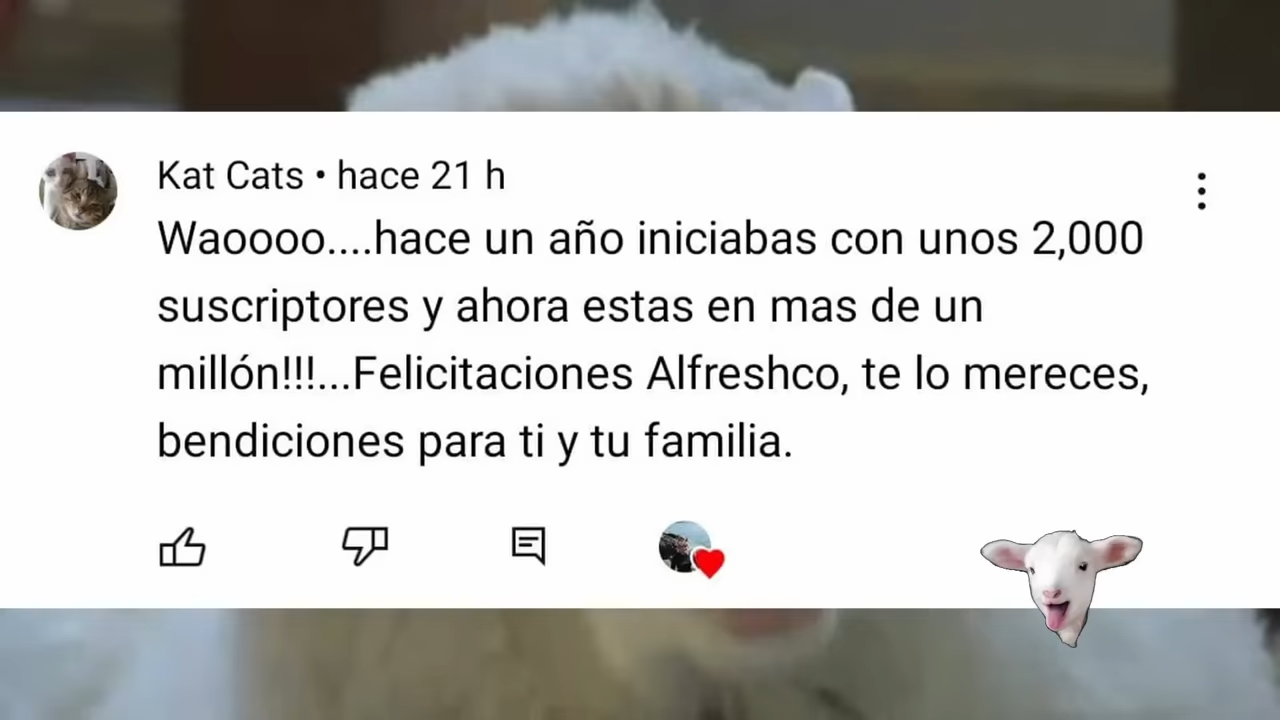 Kat Cats • hace 21 h
Waoooo....hace un año iniciabas con unos 2,000
suscriptores y ahora estas en mas de un
millón!!!...Felicitaciones Alfreshco, te lo mereces,
bendiciones para ti y tu familia.